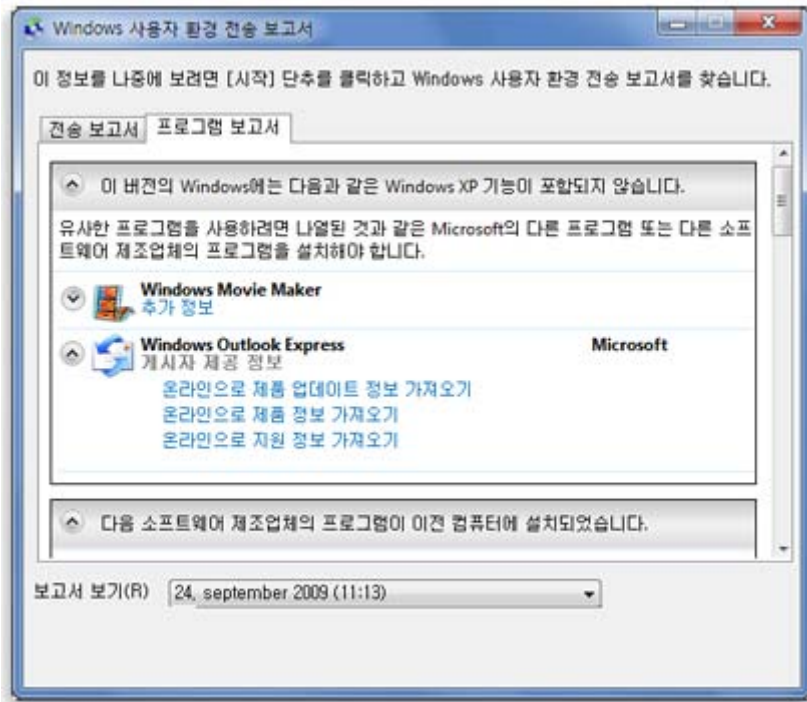 Windows 사용자 환경 전송 보고서
이 정보를 나중에 보려면 [시작] 단추를 클릭하고 Windows 사용자 환경 전송 보고서를 찾습니다.
전송 보고서 프로그램 보고서
이 버전의 Windows에는 다음과 같은 Windows XP 기능이 포함되지 않습니다.
유사한 프로그램을 사용하려면 나열된 것과 같은 Microsoft의 다른 프로그램 또는 다른 소프
트웨어 제조업체의 프로그램을 설치해야 합니다.
Windows Movie Maker
추가 정보
Windows Outlook Express Microsoft
게시자 제공 정보
온라인으로 제품 업데이트 정보 가져오기
온라인으로 제품 정보 가져오기
온라인으로 지원 정보 가져오기
다음 소프트웨어 제조업체의 프로그램이 이전 컴퓨터에 설치되었습니다.
보고서 보기(R) 24, september 2009 (11:13)